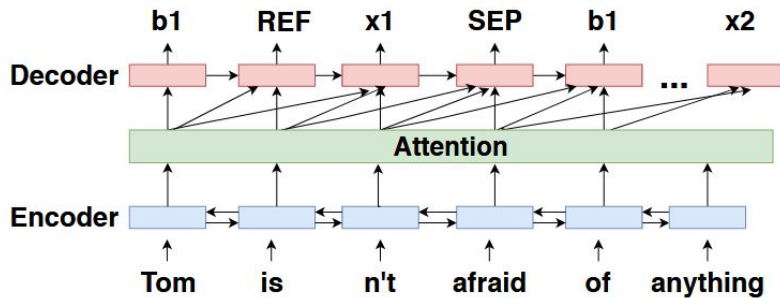 b1 REF x1 SEP b1 x2
Decoder ...
Attention
Encoder
Tom is n't afraid of anything